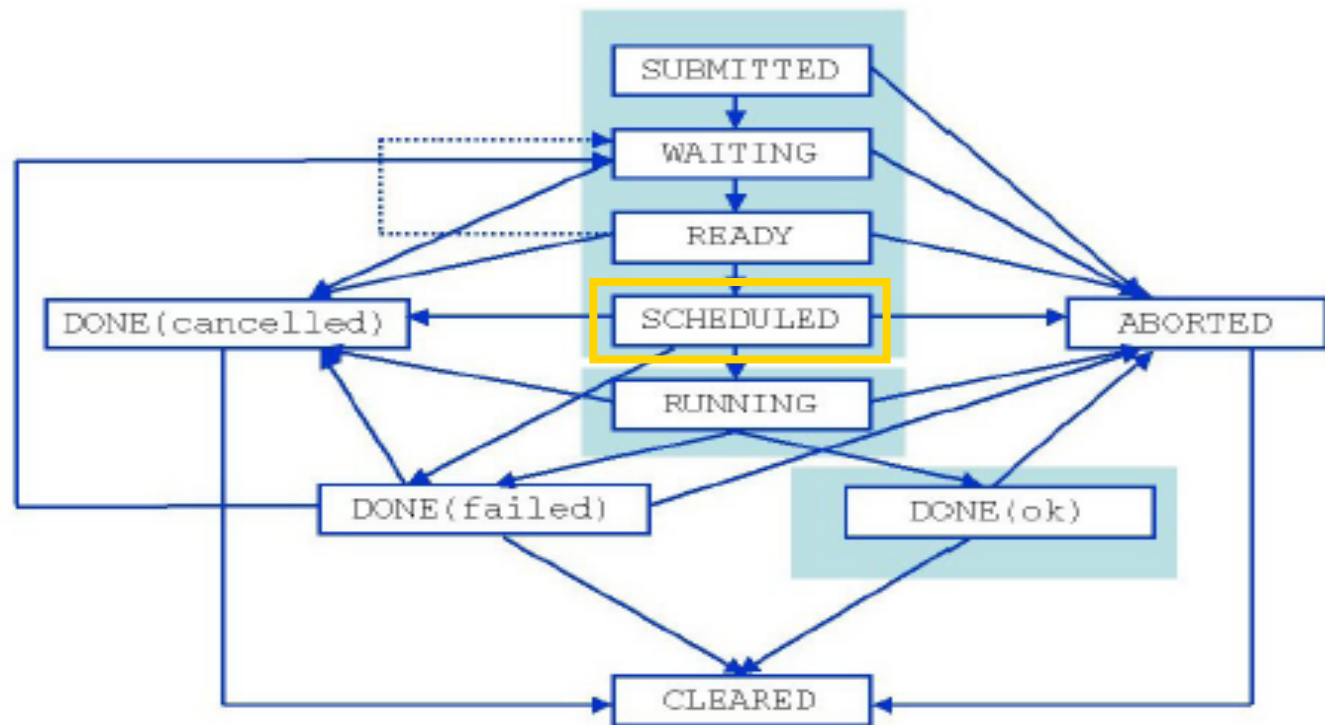 SUBMITTED
WAITING
READY
SCHEDULED
DONE(cancelled)
ABORTED
RUNNING
DONE(failed)
DONE(ok)
CLEARED